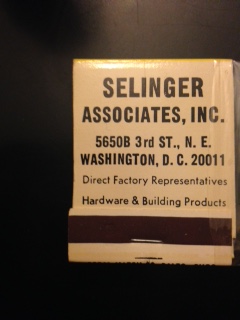 SELINGER
ASSOCIATES, INC.
5650B 3rd ST., N. E.
WASHINGTON, D. C. 20011
Direct Factory Representatives
Hardware & Building Products